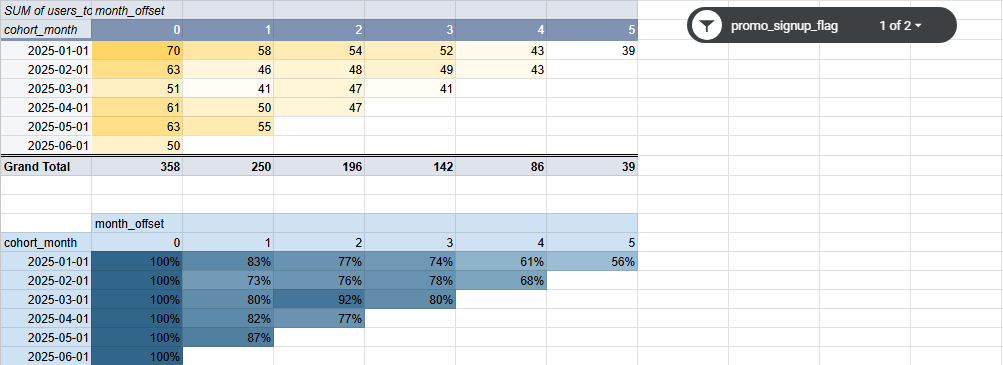 SUM of users_to month_offset
cohort_month 0 1 2 3 4 5
promo_signup_flag 1 of 2
2025-01-01 70 58 54 52 43 39
2025-02-01 63 46 48 49 43
2025-03-01 51 41 47 41
2025-04-01 61 50 47
2025-05-01 63 55
2025-06-01 50
Grand Total 358 250 196 142 86 39
month_offset
cohort_month 0 1 2 3 4 5
2025-01-01 100% 83% 77% 74% 61% 56%
2025-02-01 100% 73% 76% 78% 68%
2025-03-01 100% 80% 92% 80%
2025-04-01 100% 82% 77%
2025-05-01 100% 87%
2025-06-01 100%